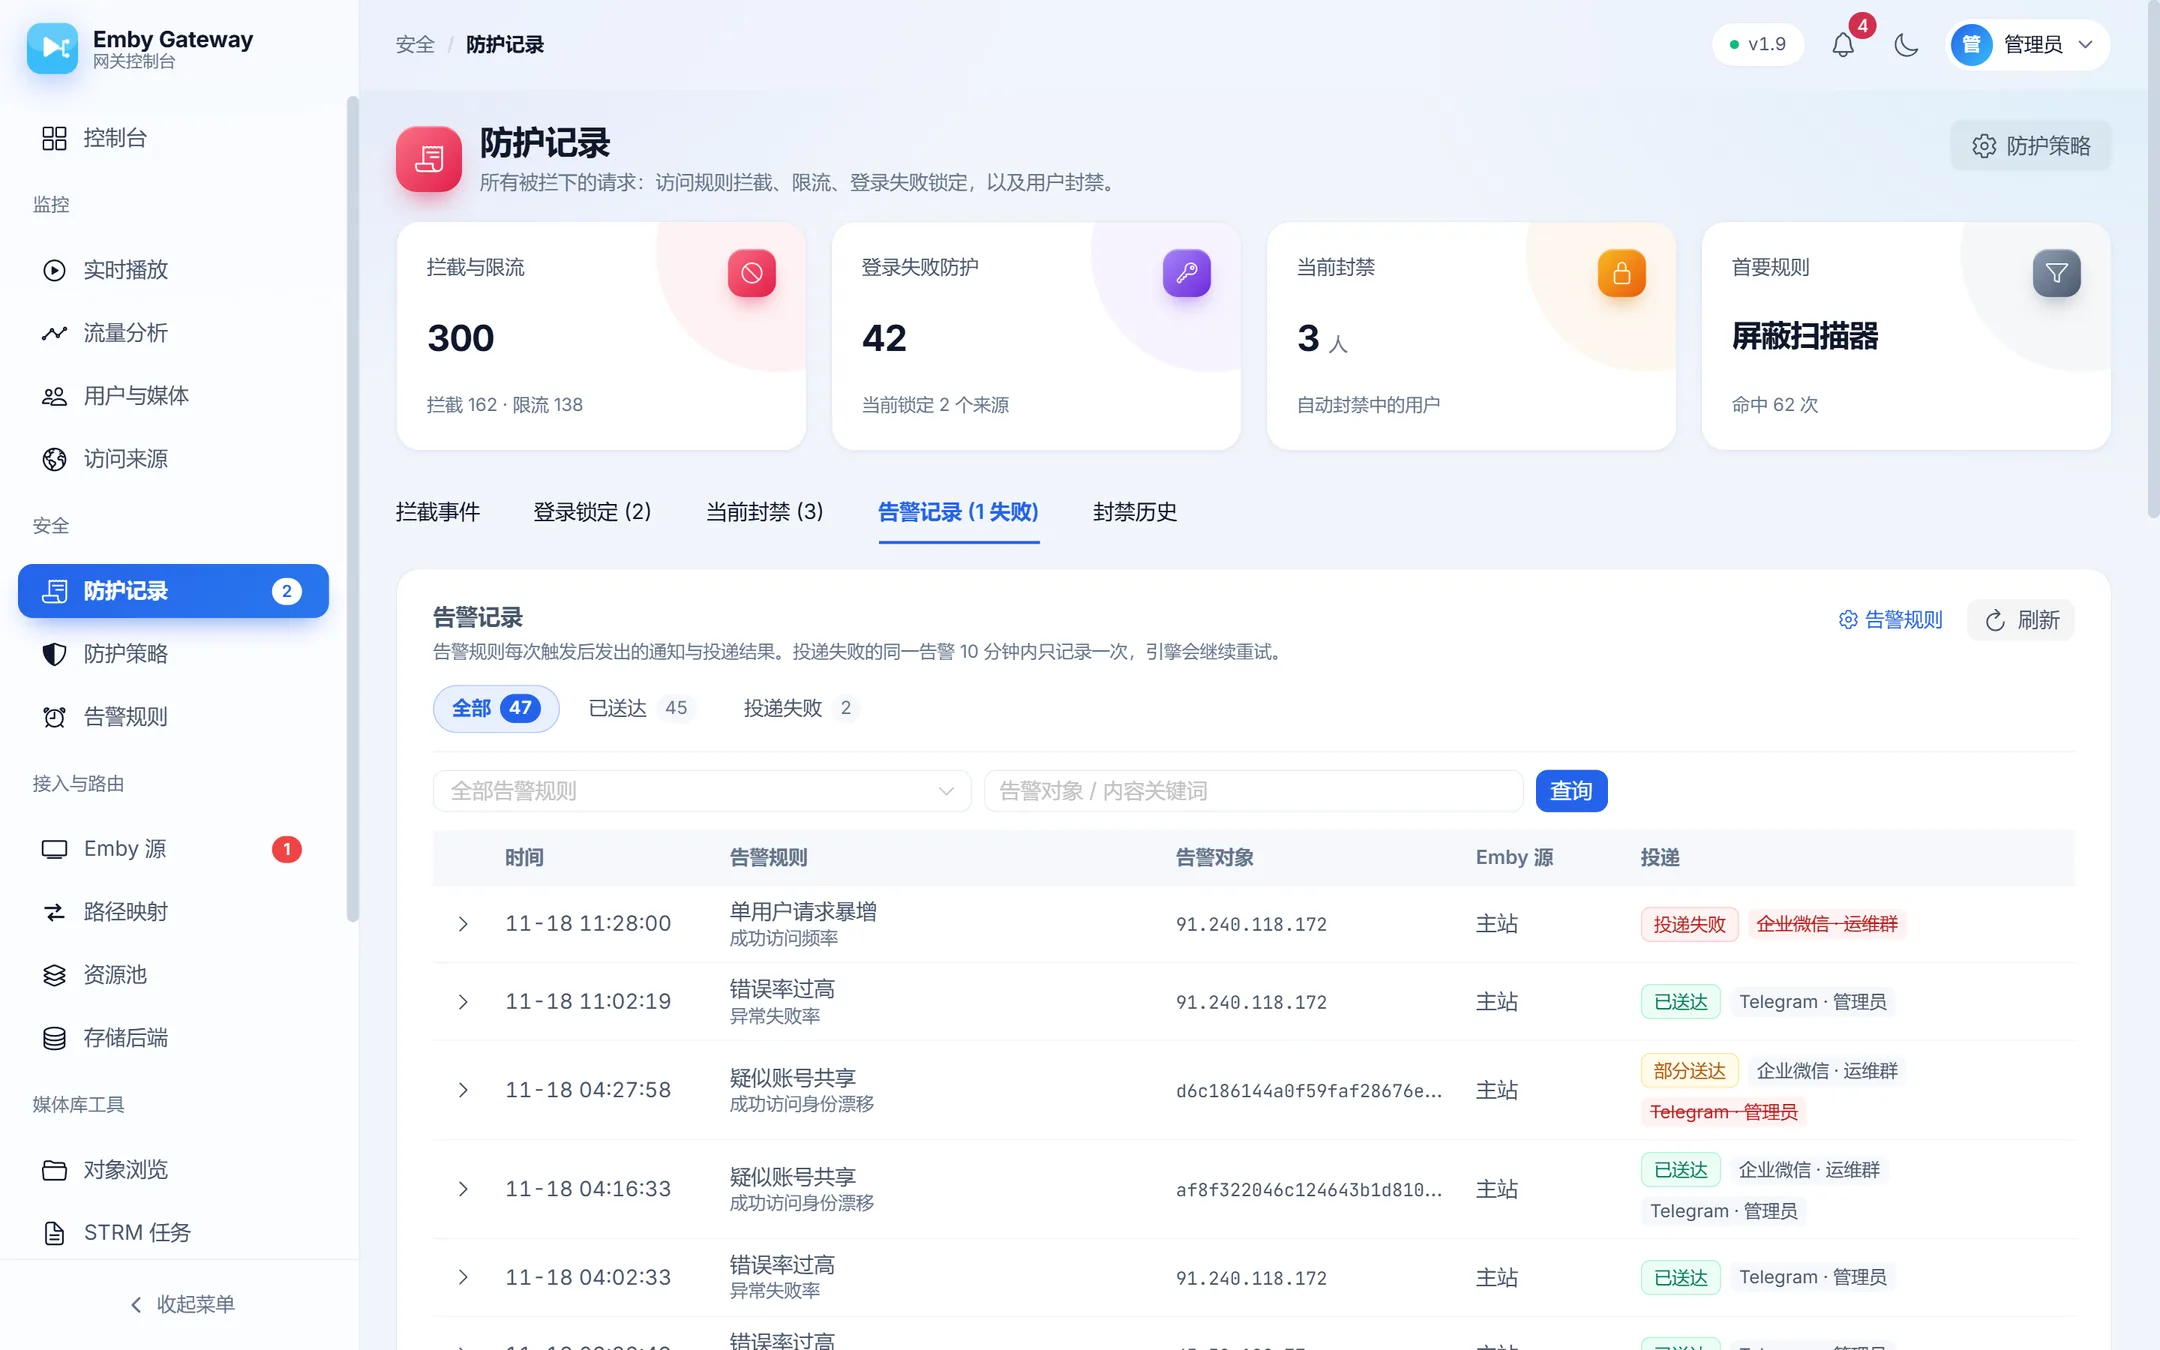 Emby Gateway
网关控制台
控制台
监控
实时播放
流量分析
用户与媒体
访问来源
安全
防护记录 2
防护策略
告警规则
接入与路由
Emby 源 1
路径映射
资源池
存储后端
媒体库工具
对象浏览
STRM 任务
收起菜单
安全 / 防护记录
v1.9
4
管 管理员
防护记录
所有被拦下的请求：访问规则拦截、限流、登录失败锁定，以及用户封禁。
防护策略
拦截与限流
300
拦截 162 · 限流 138
登录失败防护
42
当前锁定 2 个来源
当前封禁
3 人
自动封禁中的用户
首要规则
屏蔽扫描器
命中 62 次
拦截事件 登录锁定 (2) 当前封禁 (3) 告警记录 (1 失败) 封禁历史
告警记录
告警规则每次触发后发出的通知与投递结果。投递失败的同一告警 10 分钟内只记录一次，引擎会继续重试。
告警规则 刷新
全部 47 已送达 45 投递失败 2
全部告警规则 告警对象 / 内容关键词 查询
时间 告警规则 告警对象 Emby 源 投递
11-18 11:28:00 单用户请求暴增 91.240.118.172 主站 投递失败 企业微信 · 运维群
成功访问频率
11-18 11:02:19 错误率过高 91.240.118.172 主站 已送达 Telegram · 管理员
异常失败率
11-18 04:27:58 疑似账号共享 d6c186144a0f59faf28676e... 主站 部分送达 企业微信 · 运维群
成功访问身份漂移 Telegram · 管理员
11-18 04:16:33 疑似账号共享 af8f322046c124643b1d810... 主站 已送达 企业微信 · 运维群
成功访问身份漂移 Telegram · 管理员
11-18 04:02:33 错误率过高 91.240.118.172 主站 已送达 Telegram · 管理员
异常失败率
错误率过高